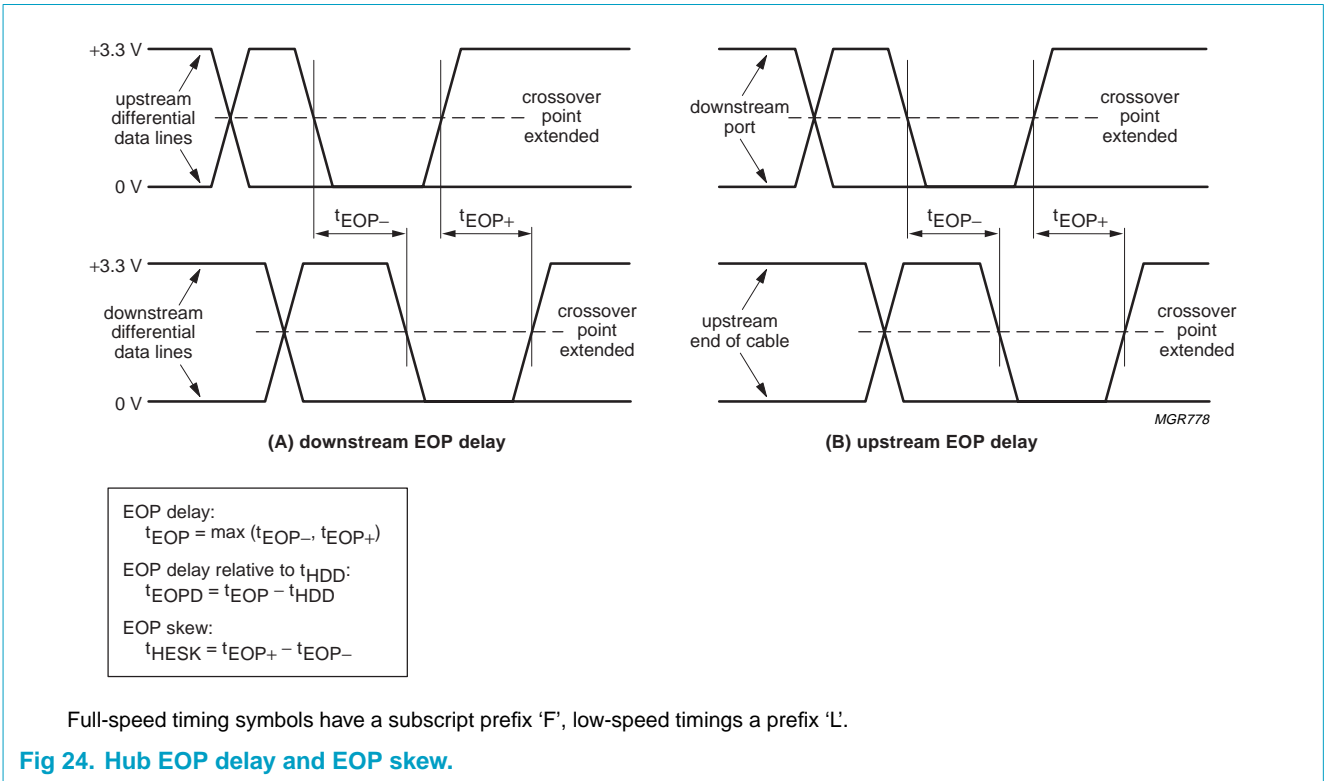 +3.3 V
upstream
differential
data lines
0 V
crossover
point
extended
tEOP−
tEOP+
+3.3 V
downstream
differential
data lines
0 V
crossover
point
extended
(A) downstream EOP delay
downstream
port
crossover
point
extended
tEOP−
tEOP+
upstream
end of cable
crossover
point
extended
MGR778
(B) upstream EOP delay
EOP delay:
tEOP = max (tEOP−, tEOP+)
EOP delay relative to tHDD:
tEOPD = tEOP − tHDD
EOP skew:
tHESK = tEOP+ − tEOP−
Full-speed timing symbols have a subscript prefix ‘F’, low-speed timings a prefix ‘L’.
Fig 24. Hub EOP delay and EOP skew.